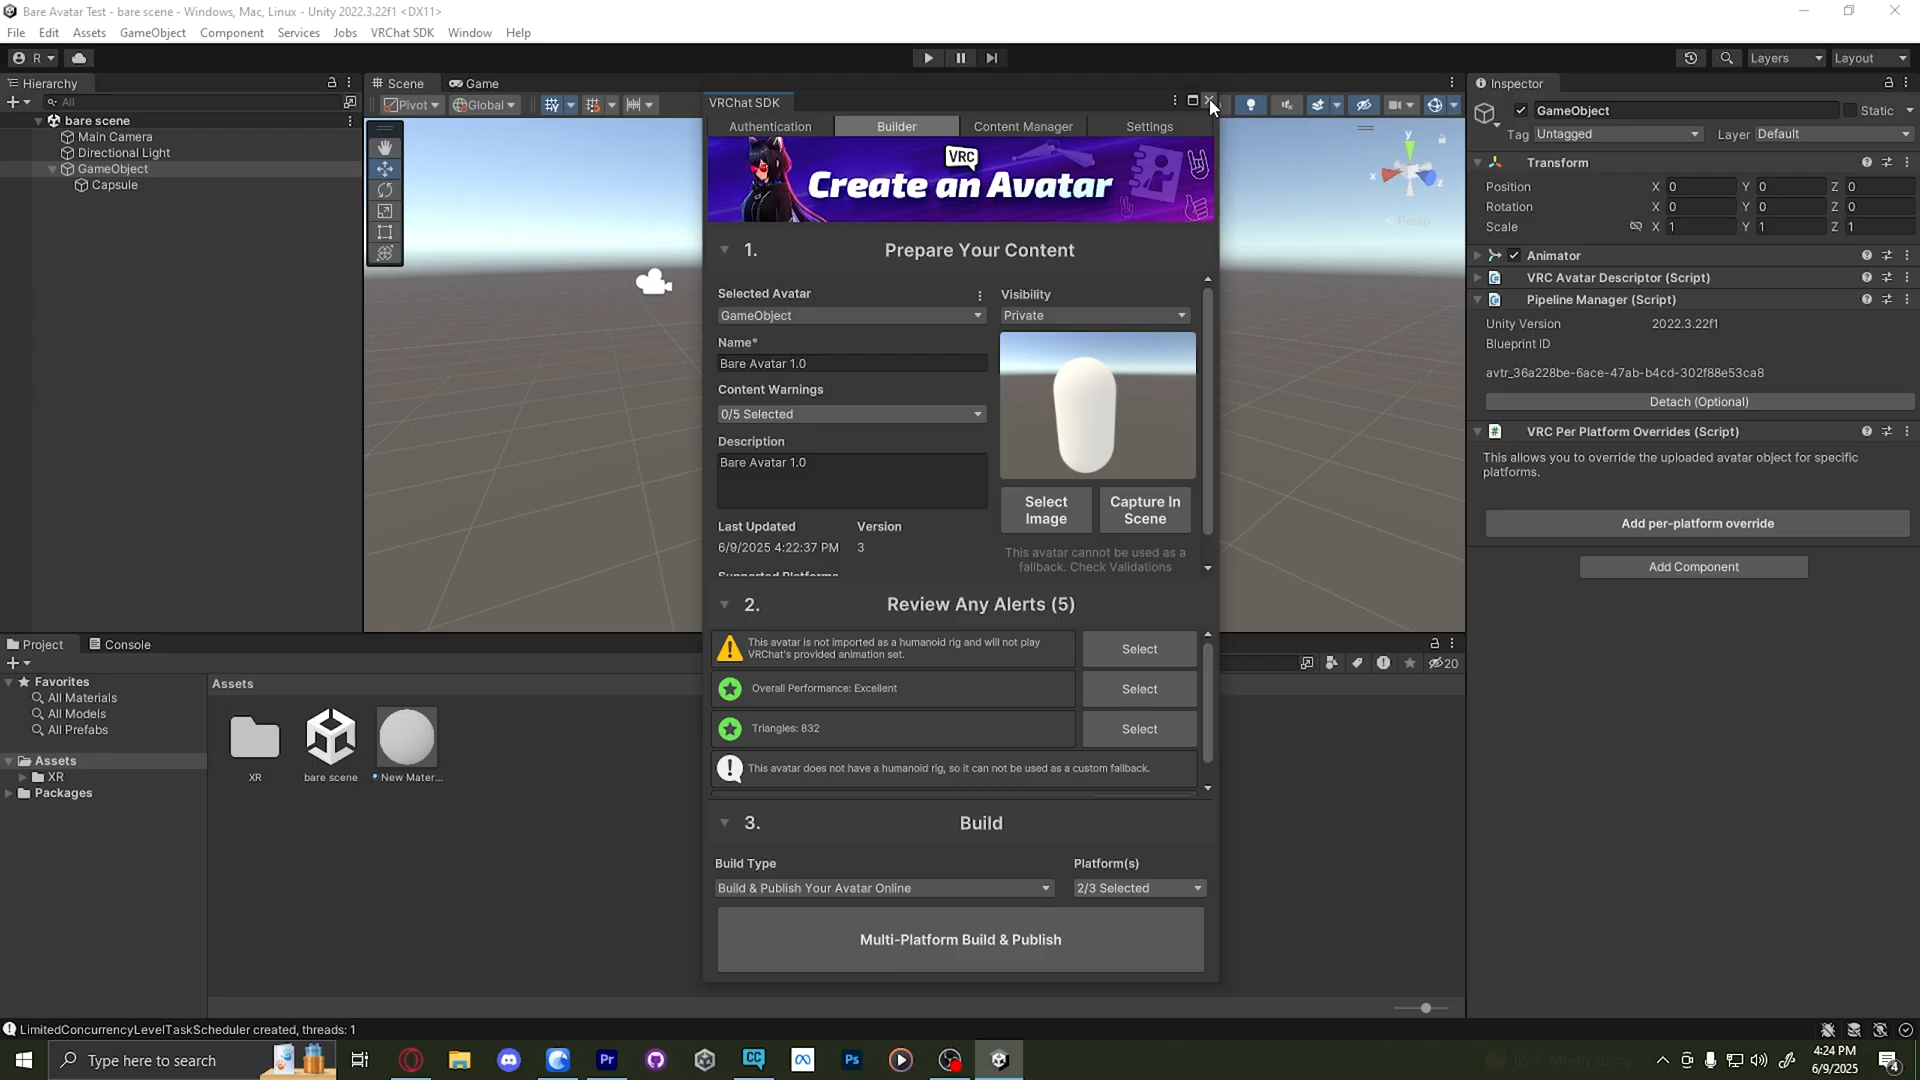 Bare Avatar Test - bare scene - Windows, Mac, Linux - Unity 2022.3.22f1 <DX11>
File Edit Assets GameObject Component Services Jobs VRChat SDK Window Help
R Layers Layout
Hierarchy Scene Game Inspector
All Pivot Global
bare scene
Main Camera
Directional Light
GameObject
Capsule
y
x
z
Persp
VRChat SDK
Authentication Builder Content Manager Settings
VRC
Create an Avatar
1. Prepare Your Content
Selected Avatar Visibility
GameObject Private
Name*
Bare Avatar 1.0
Content Warnings
0/5 Selected
Description
Bare Avatar 1.0
Select Image
Capture In Scene
Last Updated Version
6/9/2025 4:22:37 PM 3
This avatar cannot be used as a
fallback. Check Validations
Supported Platforms
2. Review Any Alerts (5)
This avatar is not imported as a humanoid rig and will not play
VRChat's provided animation set.
Select
Overall Performance: Excellent Select
Triangles: 832 Select
This avatar does not have a humanoid rig, so it can not be used as a custom fallback.
3. Build
Build Type Platform(s)
Build & Publish Your Avatar Online 2/3 Selected
Multi-Platform Build & Publish
GameObject Static
Tag Untagged Layer Default
Transform
Position X 0 Y 0 Z 0
Rotation X 0 Y 0 Z 0
Scale X 1 Y 1 Z 1
Animator
VRC Avatar Descriptor (Script)
Pipeline Manager (Script)
Unity Version 2022.3.22f1
Blueprint ID
avtr_36a228be-6ace-47ab-b4cd-302f88e53ca8
Detach (Optional)
# VRC Per Platform Overrides (Script)
This allows you to override the uploaded avatar object for specific
platforms.
Add per-platform override
Add Component
Project Console
20
Favorites
All Materials
All Models
All Prefabs
Assets
XR
Packages
Assets
XR bare scene New Mater...
LimitedConcurrencyLevelTaskScheduler created, threads: 1
Type here to search
Pr
CC
Ps
55°F Mostly sunny
4:24 PM
6/9/2025
4